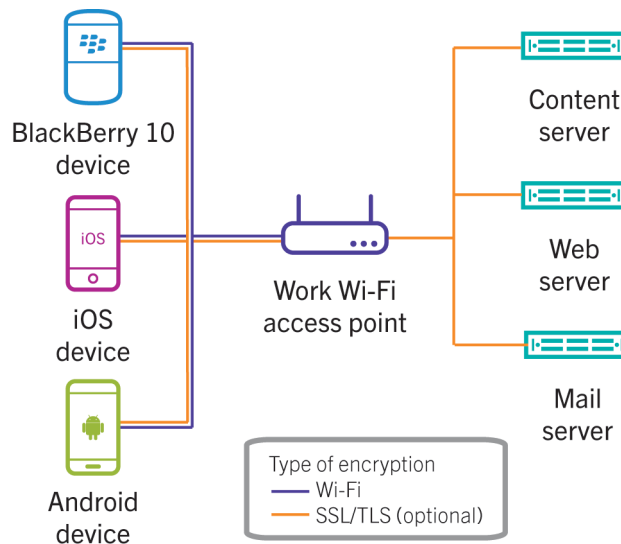 BlackBerry 10
device
iOS
iOS
device
Android
device
Work Wi-Fi
access point
Content
server
Web
server
Mail
server
Type of encryption
Wi-Fi
SSL/TLS (optional)